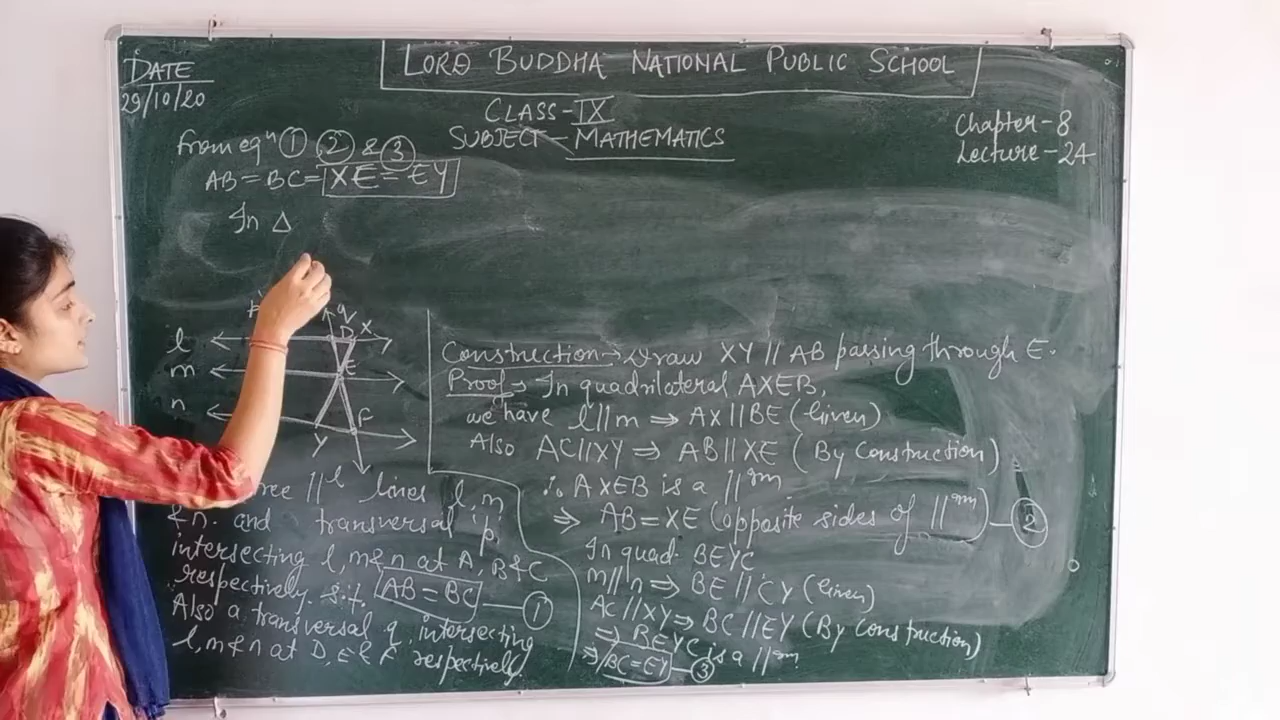 DATE
29/10/20
LORD BUDDHA NATIONAL PUBLIC SCHOOL
CLASS-IX
SUBJECT - MATHEMATICS
Chapter-8
Lecture-24
from eqⁿ ① ② & ③
AB = BC = XE = EY
In Δ
l
m
n
p
q
D X
E
F
Y
three ||ˡ lines l, m
& n. and transversal 'p'
intersecting l, m & n at A, B & C
respectively. s.t. AB = BC — ①
Also a transversal q intersecting
l, m & n at D, E & F respectively.
Construction → Draw XY || AB passing through E.
Proof → In quadrilateral AXEB,
we have l||m ⇒ AX||BE (Given)
Also AC||XY ⇒ AB||XE (By Construction)
∴ AXEB is a ||gm
⇒ AB = XE (opposite sides of ||gm) — ②
In quad. BEYC
m||n ⇒ BE||CY (Given)
AC||XY ⇒ BC||EY (By Construction)
⇒ BEYC is a ||gm
⇒ BC = EY — ③